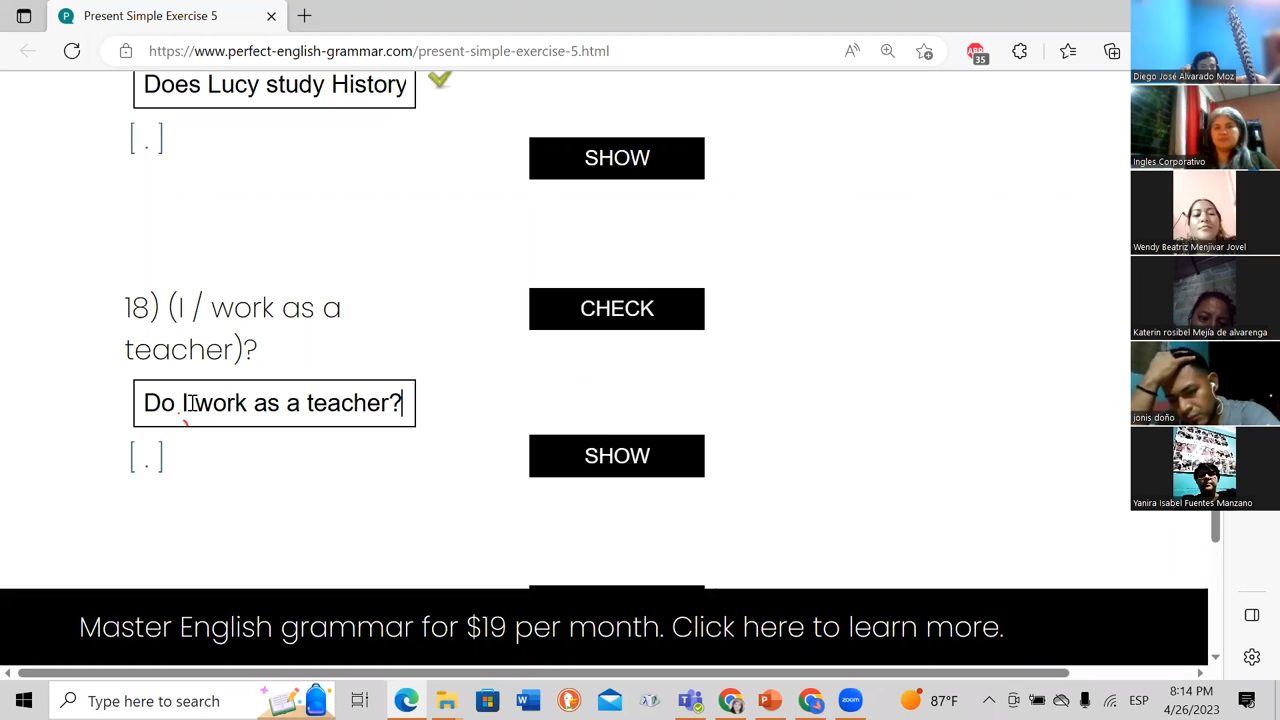 Present Simple Exercise 5
https://www.perfect-english-grammar.com/present-simple-exercise-5.html
35
Does Lucy study History
[ . ]
SHOW
18) (I / work as a
teacher)?
CHECK
Do I work as a teacher?
[ . ]
SHOW
Master English grammar for $19 per month. Click here to learn more.
Diego José Alvarado Moz
Ingles Corporativo
Wendy Beatriz Menjivar Jovel
Katerin rosibel Mejía de alvarenga
jonis doño
Yanira Isabel Fuentes Manzano
Type here to search
87°F
ESP
8:14 PM
4/26/2023